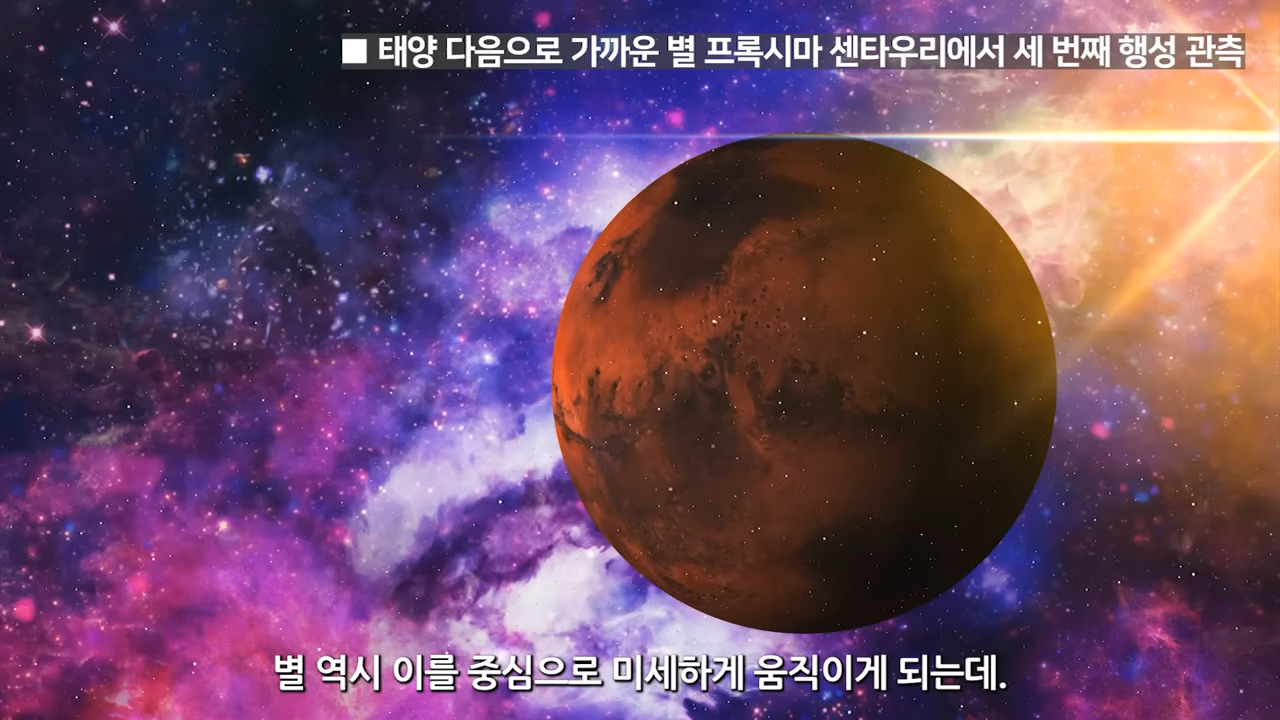 ■ 태양 다음으로 가까운 별 프록시마 센타우리에서 세 번째 행성 관측
별 역시 이를 중심으로 미세하게 움직이게 되는데.